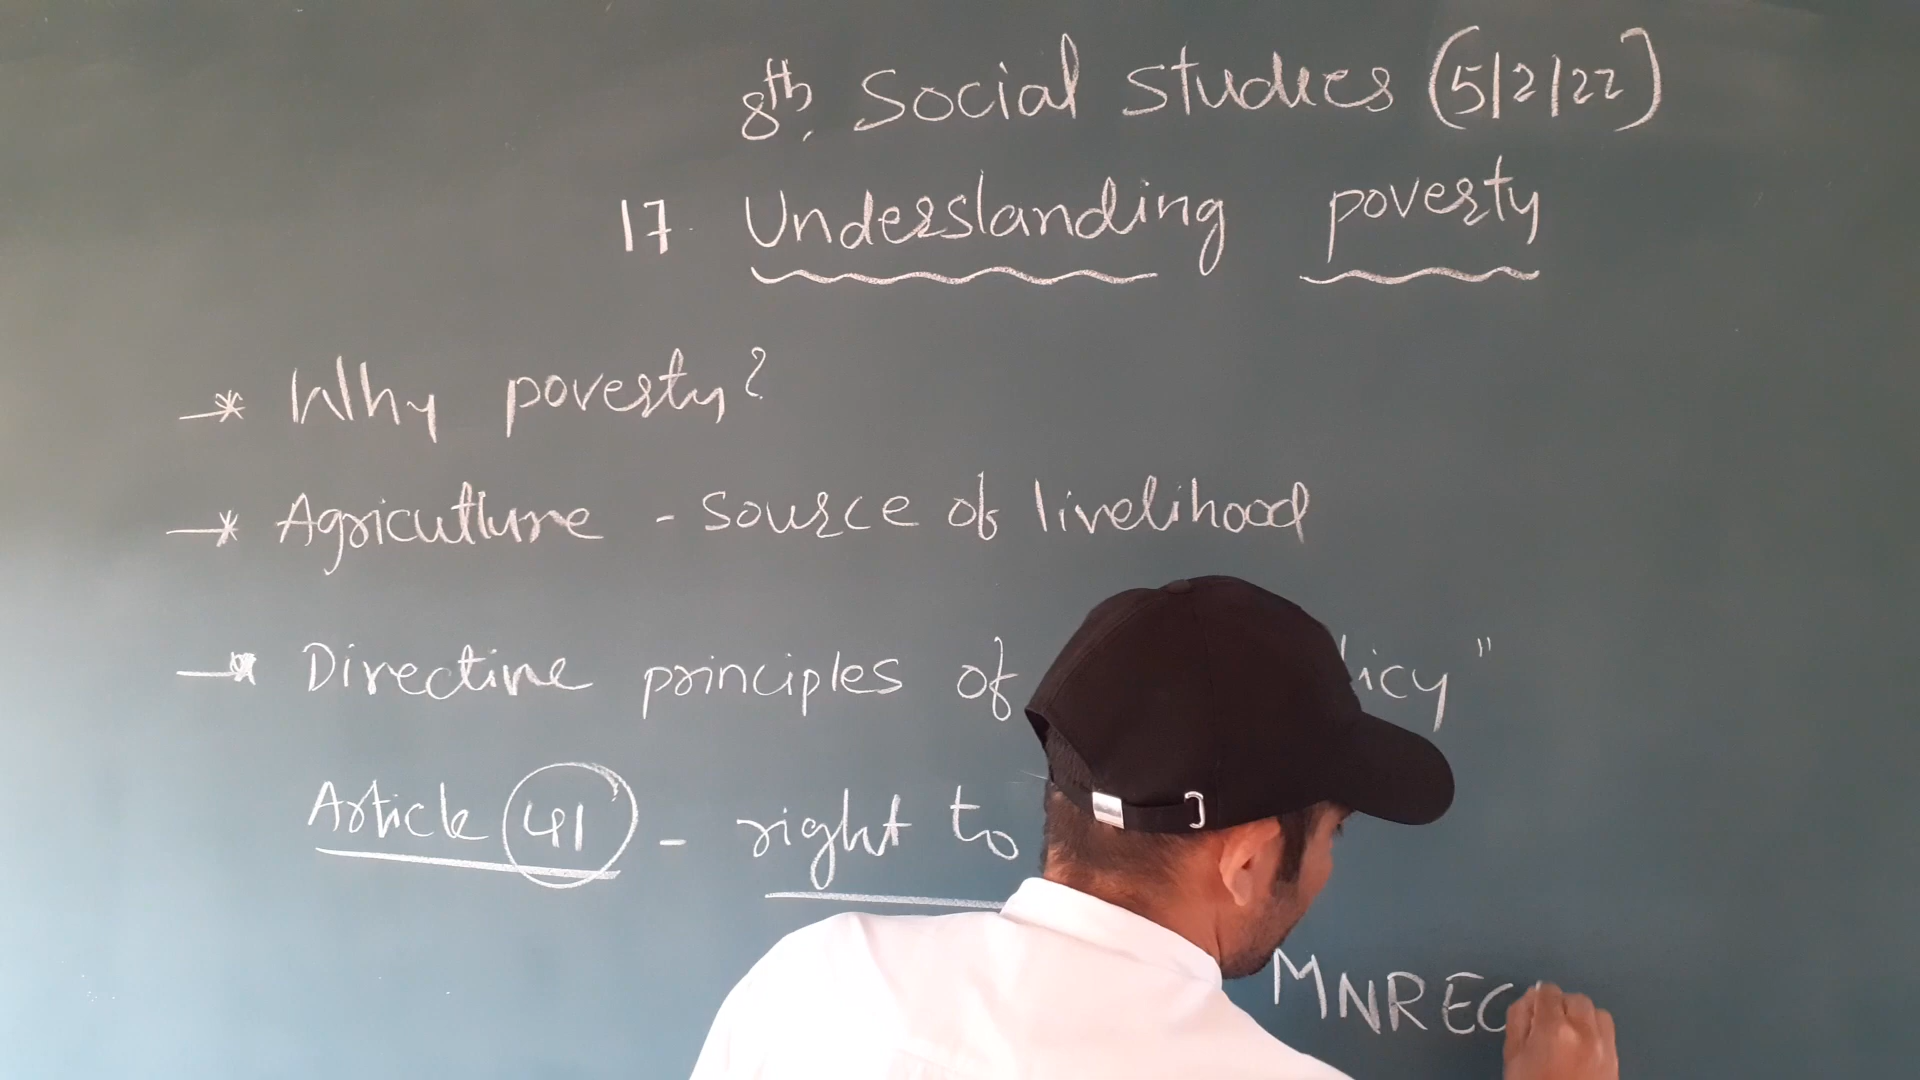 8th, Social Studies (5/2/22)
17. Understanding poverty
Why poverty?
Agricutlure - source of livelihood
Directive principles of licy"
Article 41 - right to
MNREG